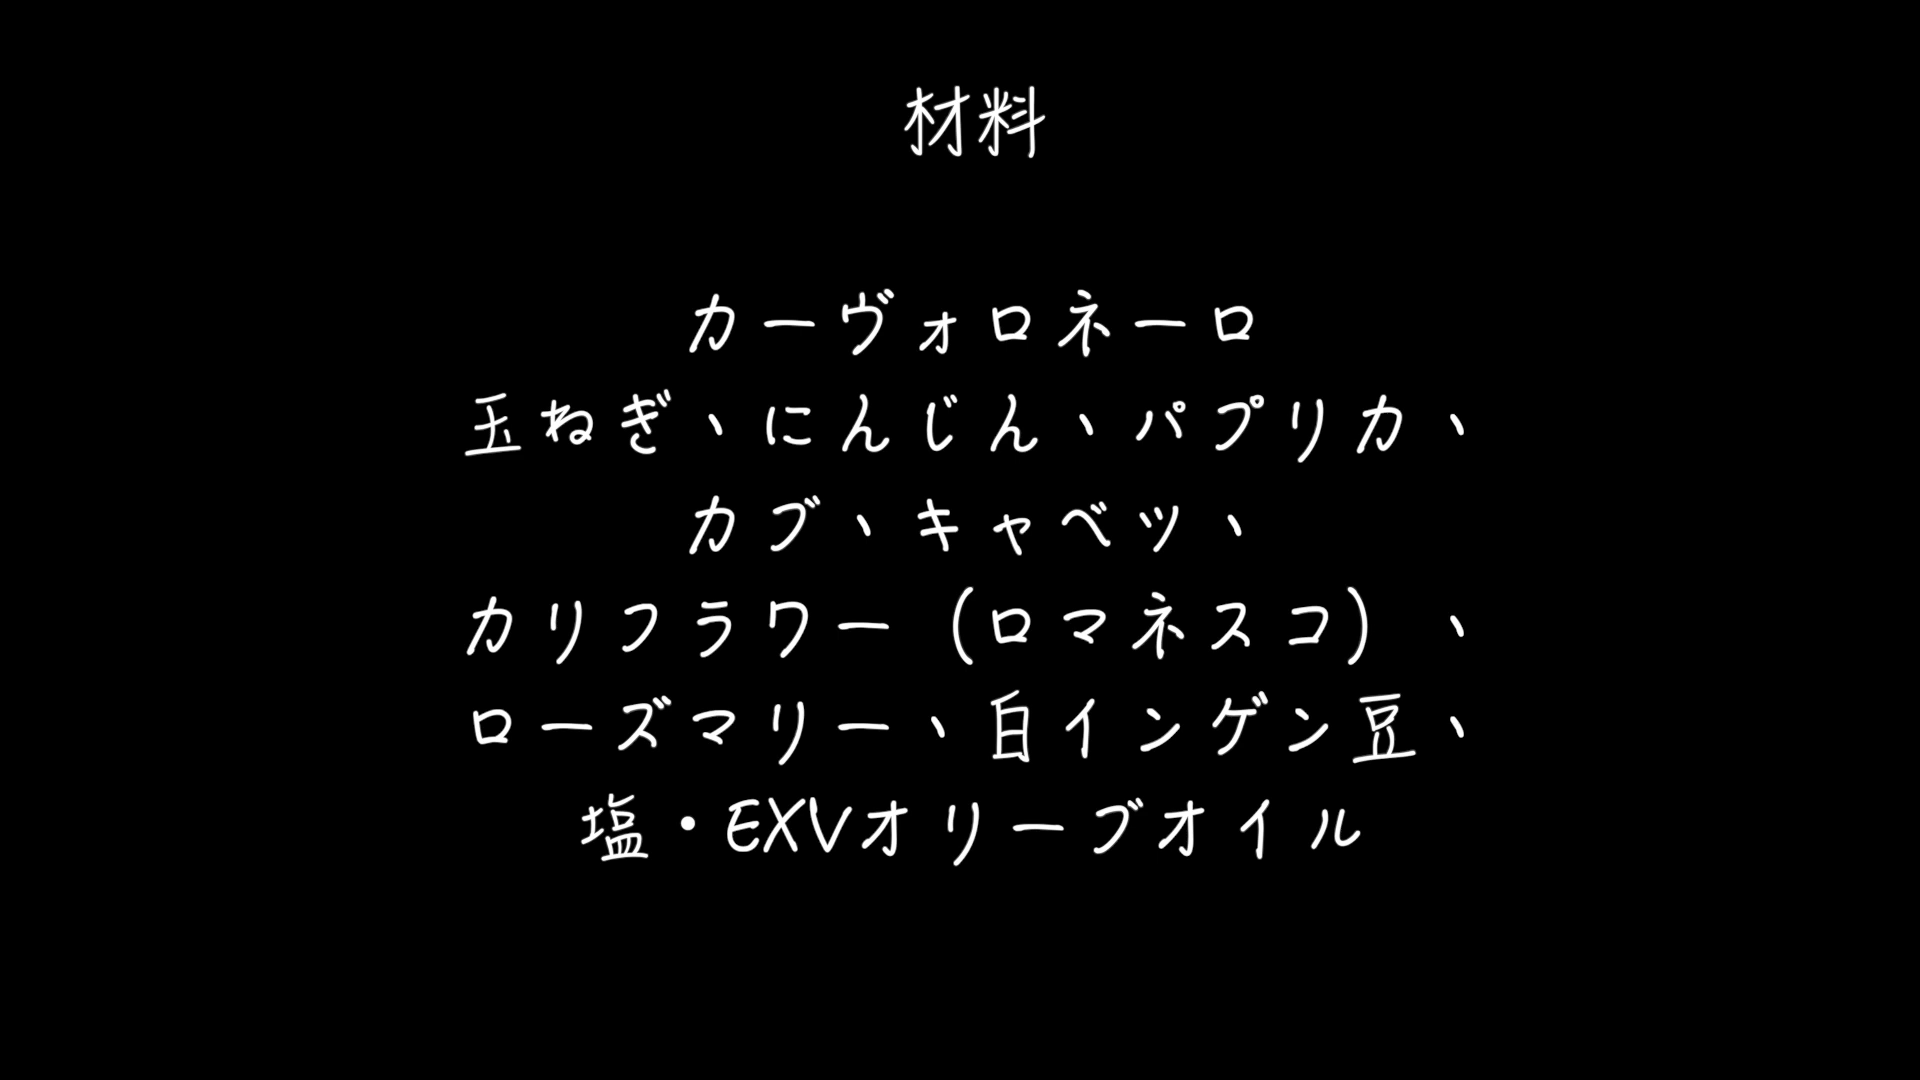 材料
カーヴォロネーロ
玉ねぎ、にんじん、パプリカ、
カブ、キャベツ、
カリフラワー（ロマネスコ）、
ローズマリー、白インゲン豆、
塩・EXVオリーブオイル